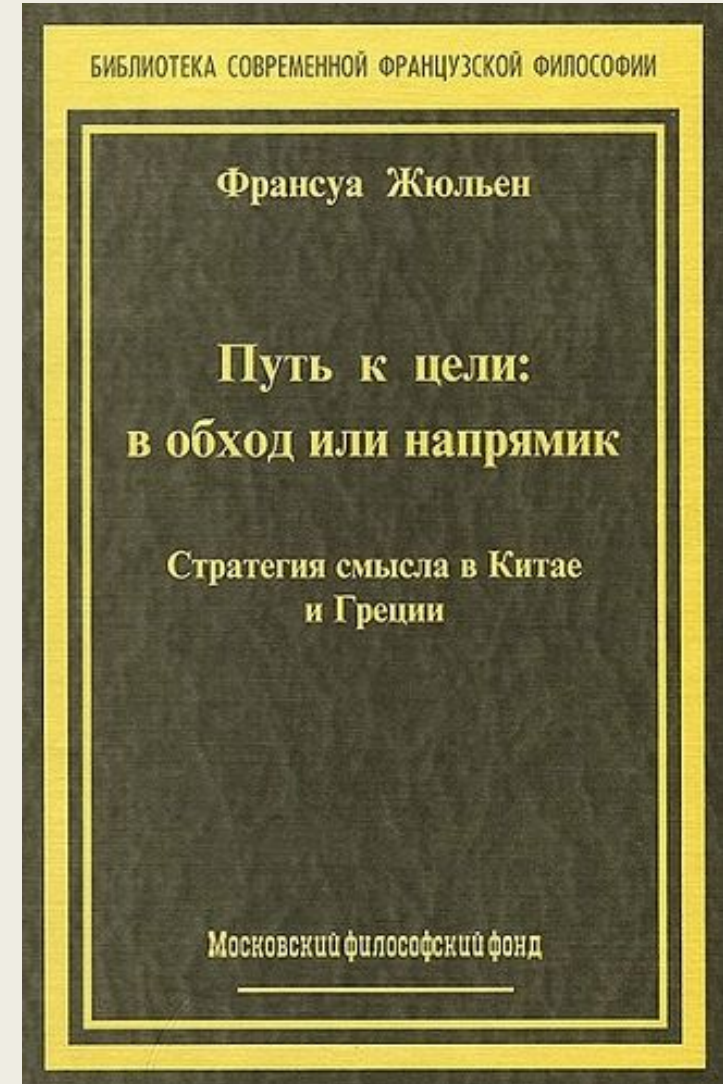 БИБЛИОТЕКА СОВРЕМЕННОЙ ФРАНЦУЗСКОЙ ФИЛОСОФИИ
Франсуа Жюльен
Путь к цели:
в обход или напрямик
Стратегия смысла в Китае
и Греции
Московский философский фонд